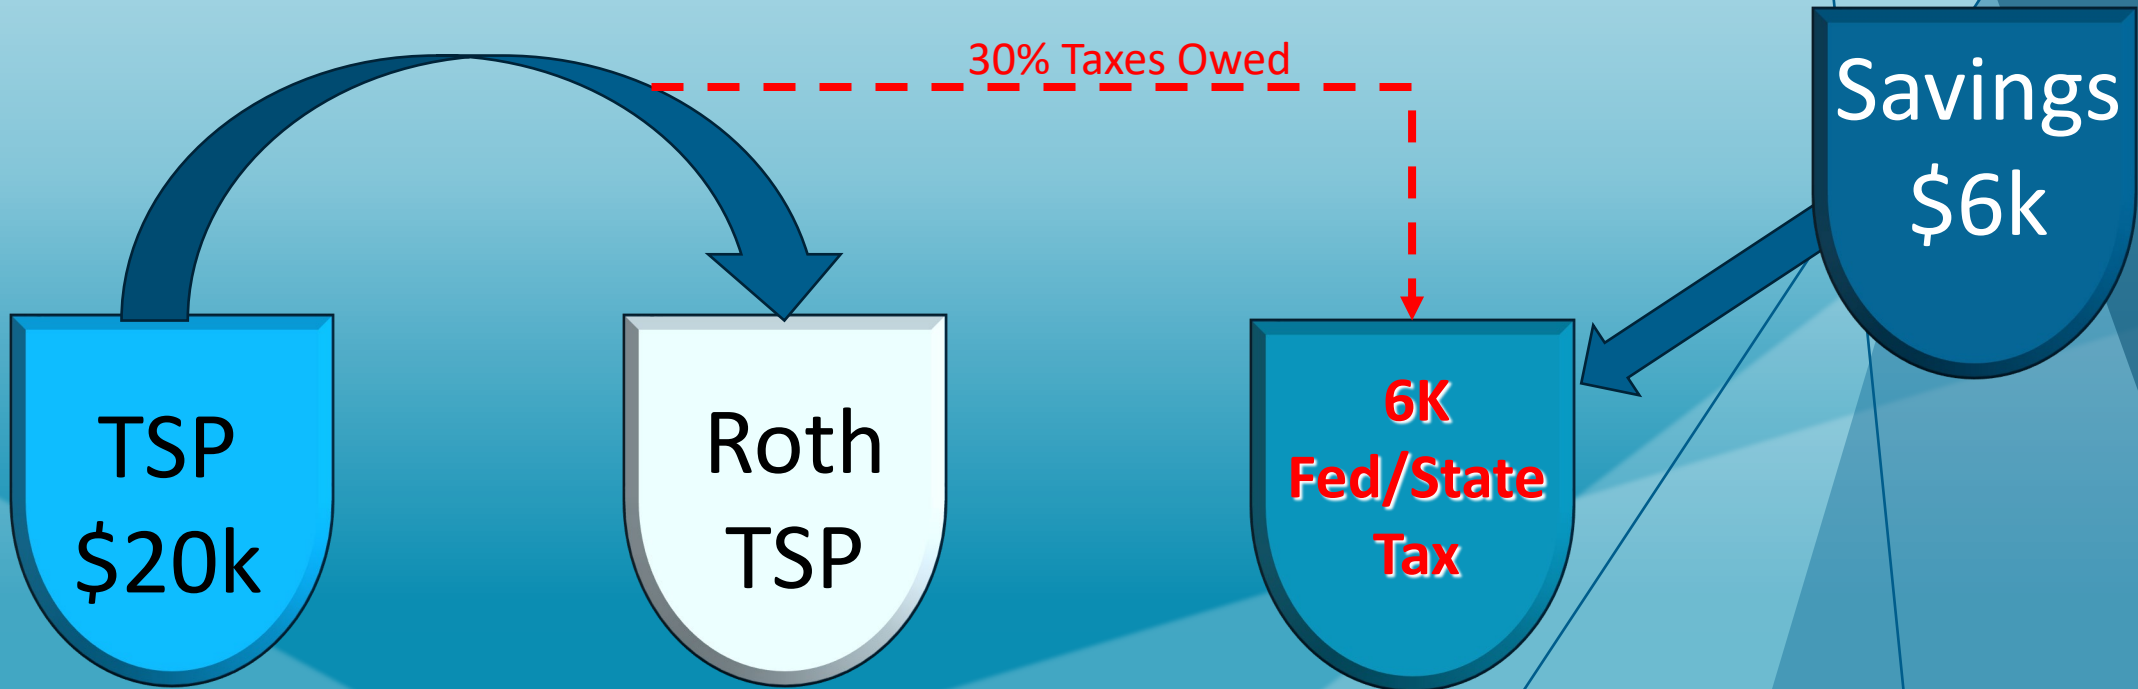 30% Taxes Owed
Savings
$6k
TSP
$20k
Roth
TSP
6K
Fed/State
Tax